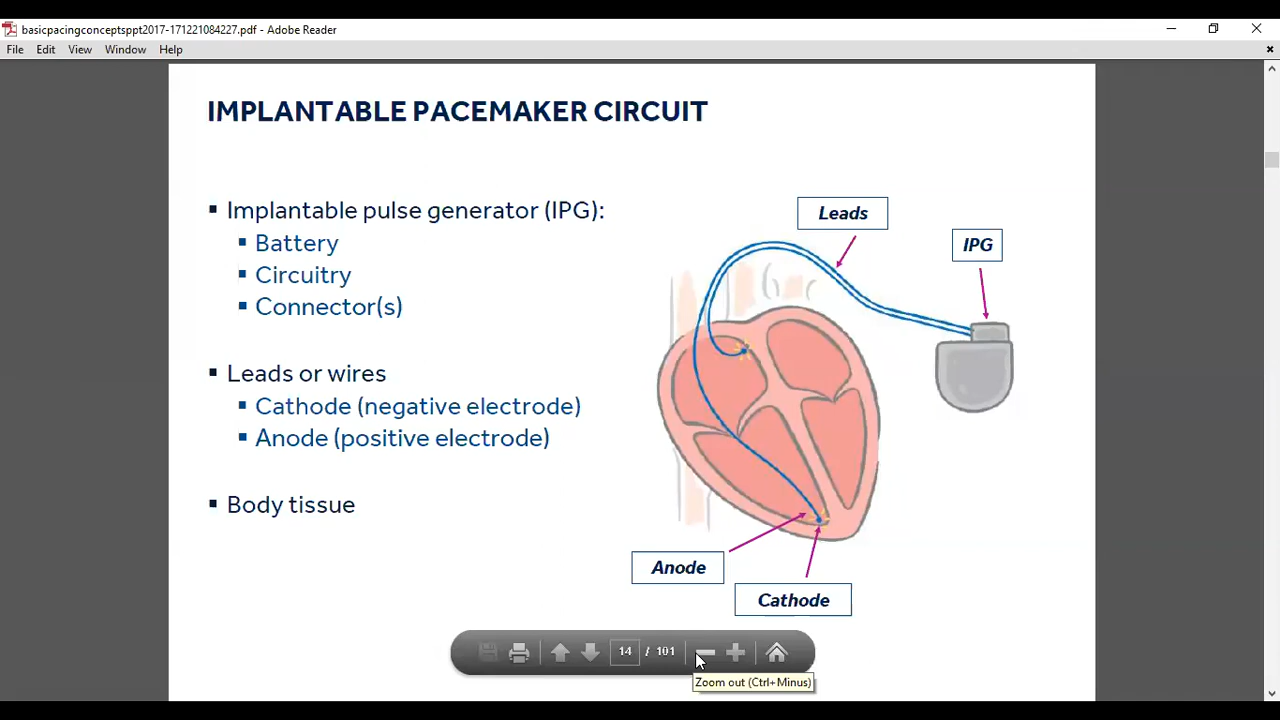 basicpacingconceptsppt2017-171221084227.pdf - Adobe Reader
File Edit View Window Help
IMPLANTABLE PACEMAKER CIRCUIT
Implantable pulse generator (IPG):
Battery
Circuitry
Connector(s)
Leads or wires
Cathode (negative electrode)
Anode (positive electrode)
Body tissue
Leads
IPG
Anode
Cathode
14 / 101
Zoom out (Ctrl+Minus)